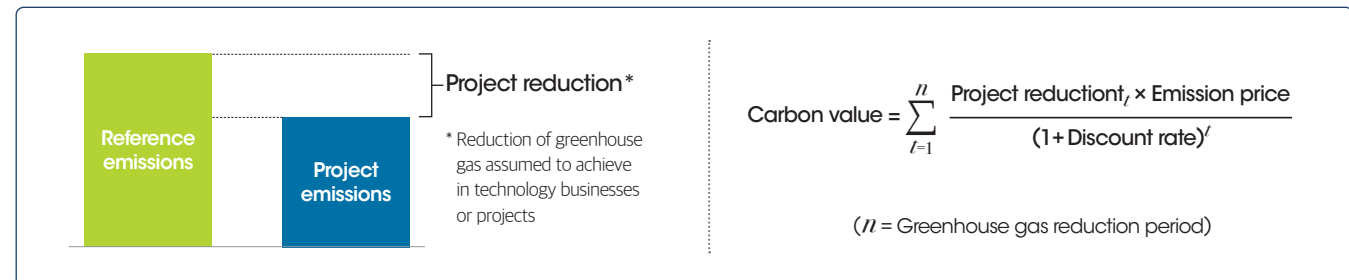 Reference
emissions
Project
emissions
Project reduction*
* Reduction of greenhouse
gas assumed to achieve
in technology businesses
or projects
Carbon value = n ∑ t=1 Project reductiont t × Emission price
(1+Discount rate)t
(n = Greenhouse gas reduction period)